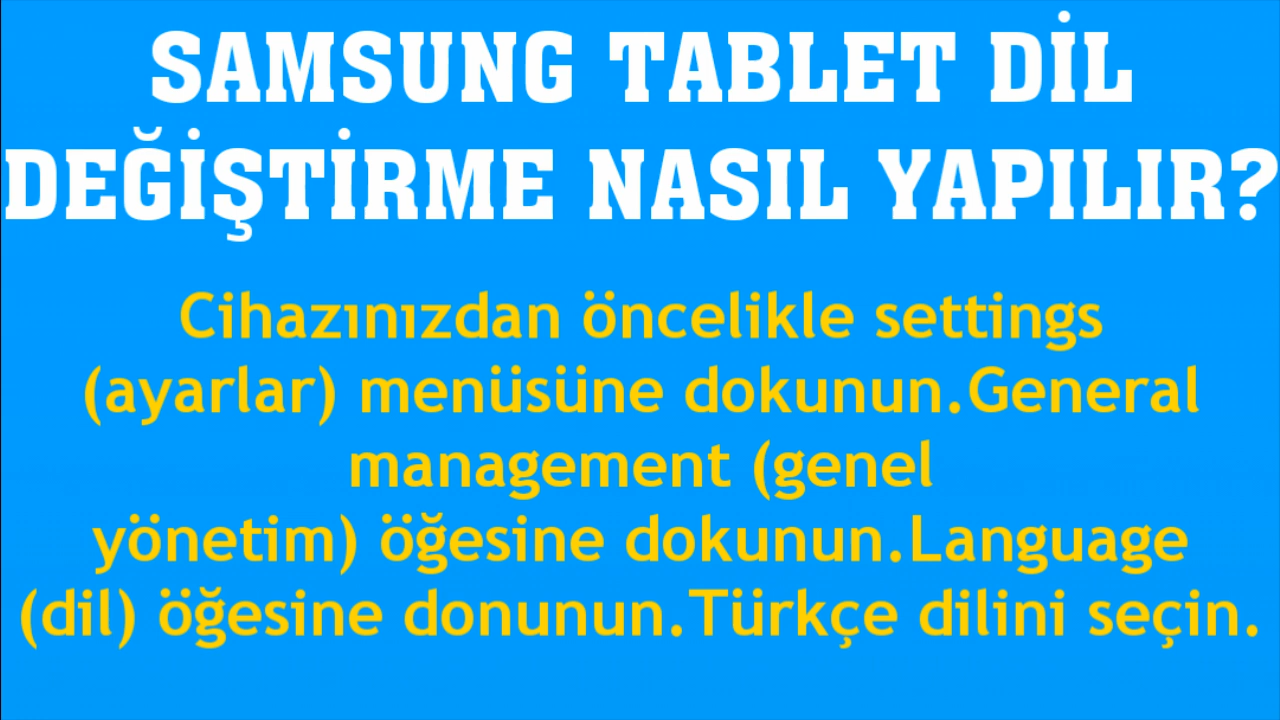 SAMSUNG TABLET DİL
DEĞİŞTİRME NASIL YAPILIR?
Cihazınızdan öncelikle settings
(ayarlar) menüsüne dokunun.General
management (genel
yönetim) öğesine dokunun.Language
(dil) öğesine donunun.Türkçe dilini seçin.